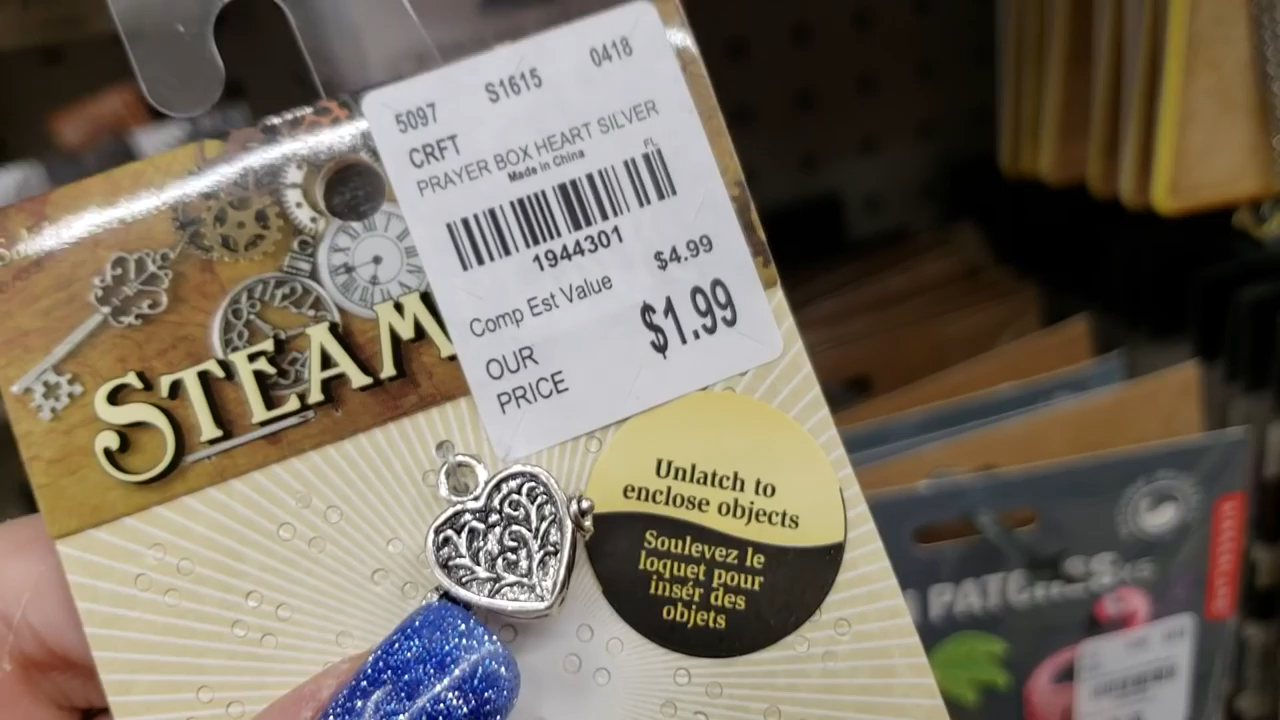 5097 S1615 0418
CRFT
PRAYER BOX HEART SILVER
Made in China FL
1944301
Comp Est Value $4.99
OUR PRICE $1.99
STEAM
Unlatch to
enclose objects
Soulevez le
loquet pour
insér des
objets
PATC